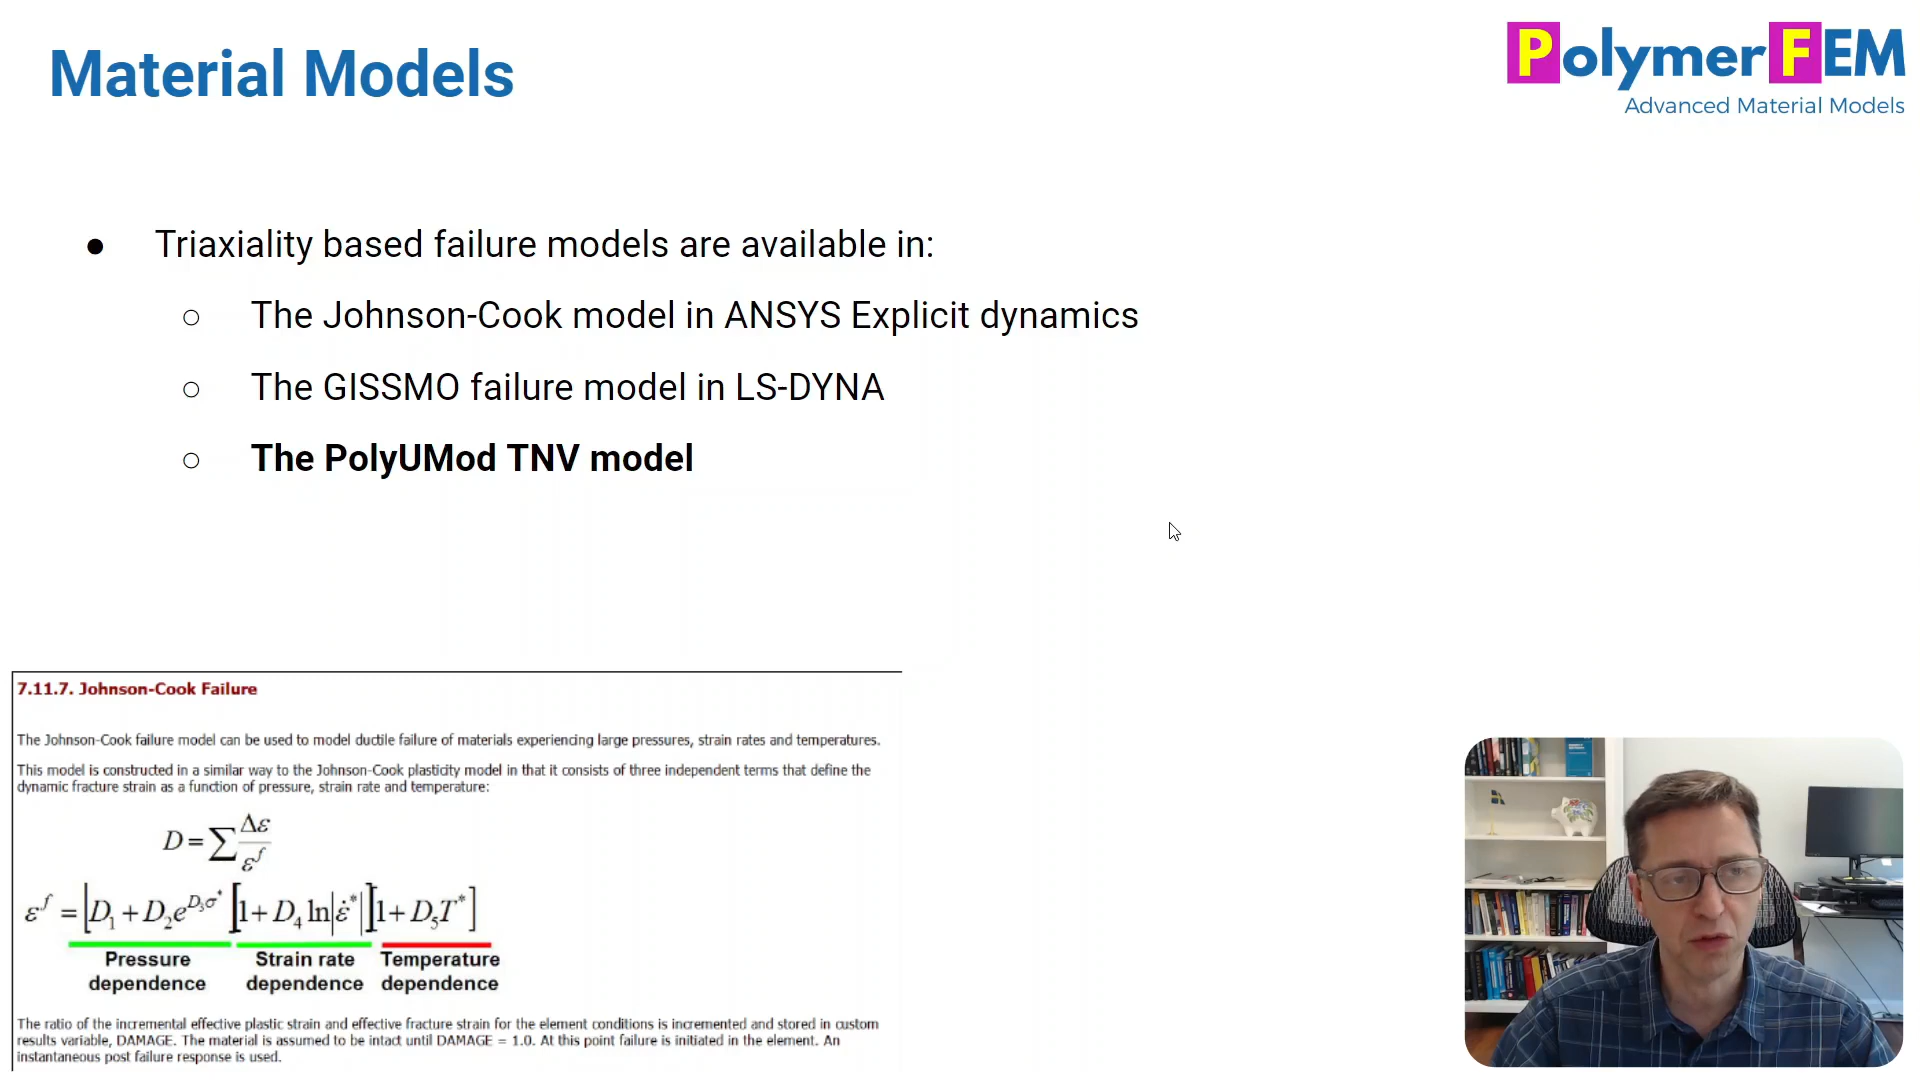 Material Models
PolymerFEM
Advanced Material Models
● Triaxiality based failure models are available in:
○ The Johnson-Cook model in ANSYS Explicit dynamics
○ The GISSMO failure model in LS-DYNA
○ The PolyUMod TNV model
7.11.7. Johnson-Cook Failure
The Johnson-Cook failure model can be used to model ductile failure of materials experiencing large pressures, strain rates and temperatures.
This model is constructed in a similar way to the Johnson-Cook plasticity model in that it consists of three independent terms that define the
dynamic fracture strain as a function of pressure, strain rate and temperature:
D = ∑ Δε / ε^f
ε^f = [D₁ + D₂e^{D₃σ*}][1 + D₄ ln|ε̇*|][1 + D₅T*]
Pressure dependence
Strain rate dependence
Temperature dependence
The ratio of the incremental effective plastic strain and effective fracture strain for the element conditions is incremented and stored in custom
results variable, DAMAGE. The material is assumed to be intact until DAMAGE = 1.0. At this point failure is initiated in the element. An
instantaneous post failure response is used.